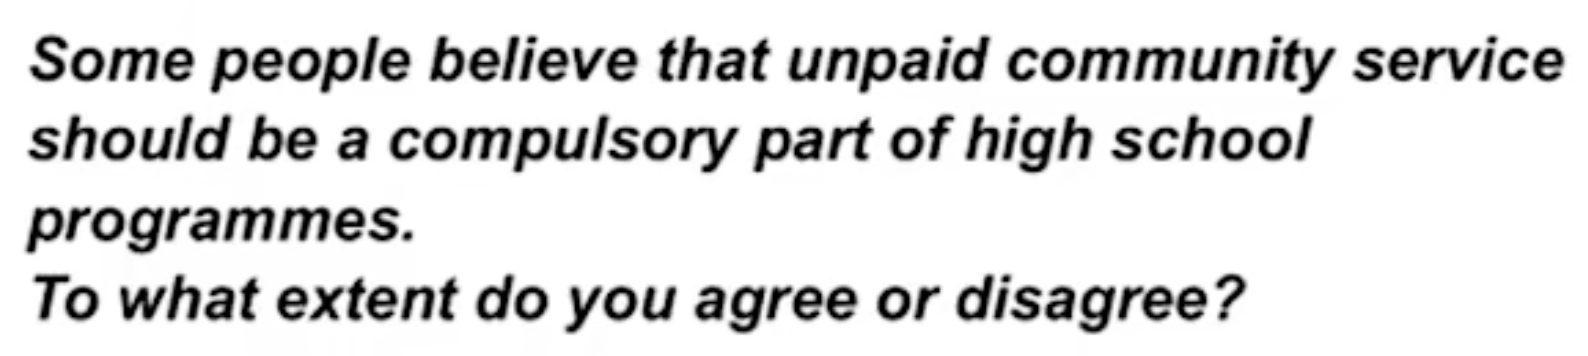 Some people believe that unpaid community service
should be a compulsory part of high school
programmes.
To what extent do you agree or disagree?